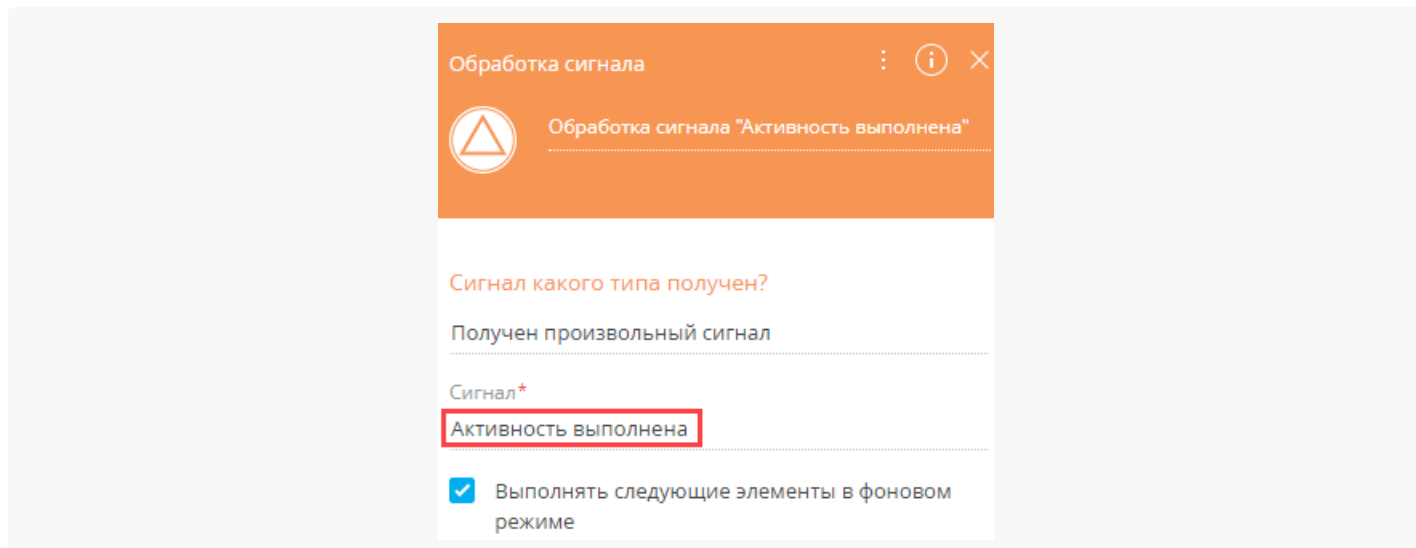 Обработка сигнала
Обработка сигнала "Активность выполнена"
Сигнал какого типа получен?
Получен произвольный сигнал
Сигнал*
Активность выполнена
Выполнять следующие элементы в фоновом
режиме